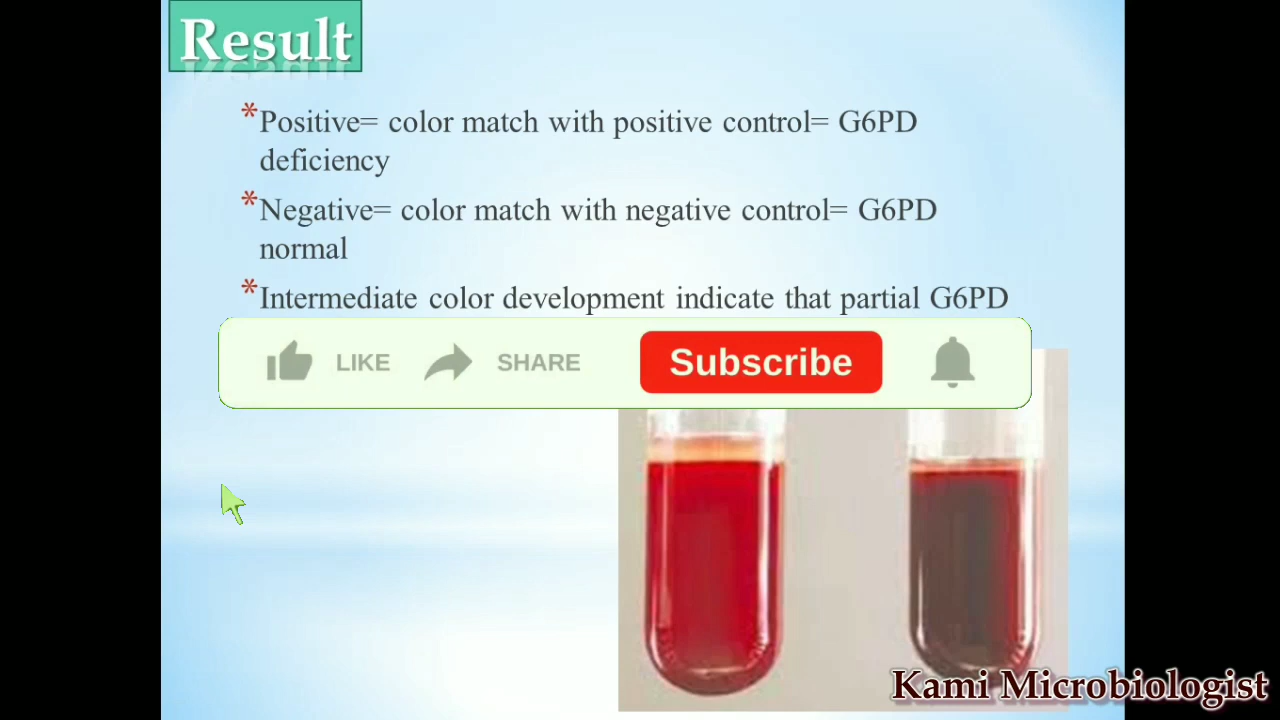 Result
* Positive= color match with positive control= G6PD
deficiency
* Negative= color match with negative control= G6PD
normal
* Intermediate color development indicate that partial G6PD
LIKE SHARE Subscribe
Kami Microbiologist